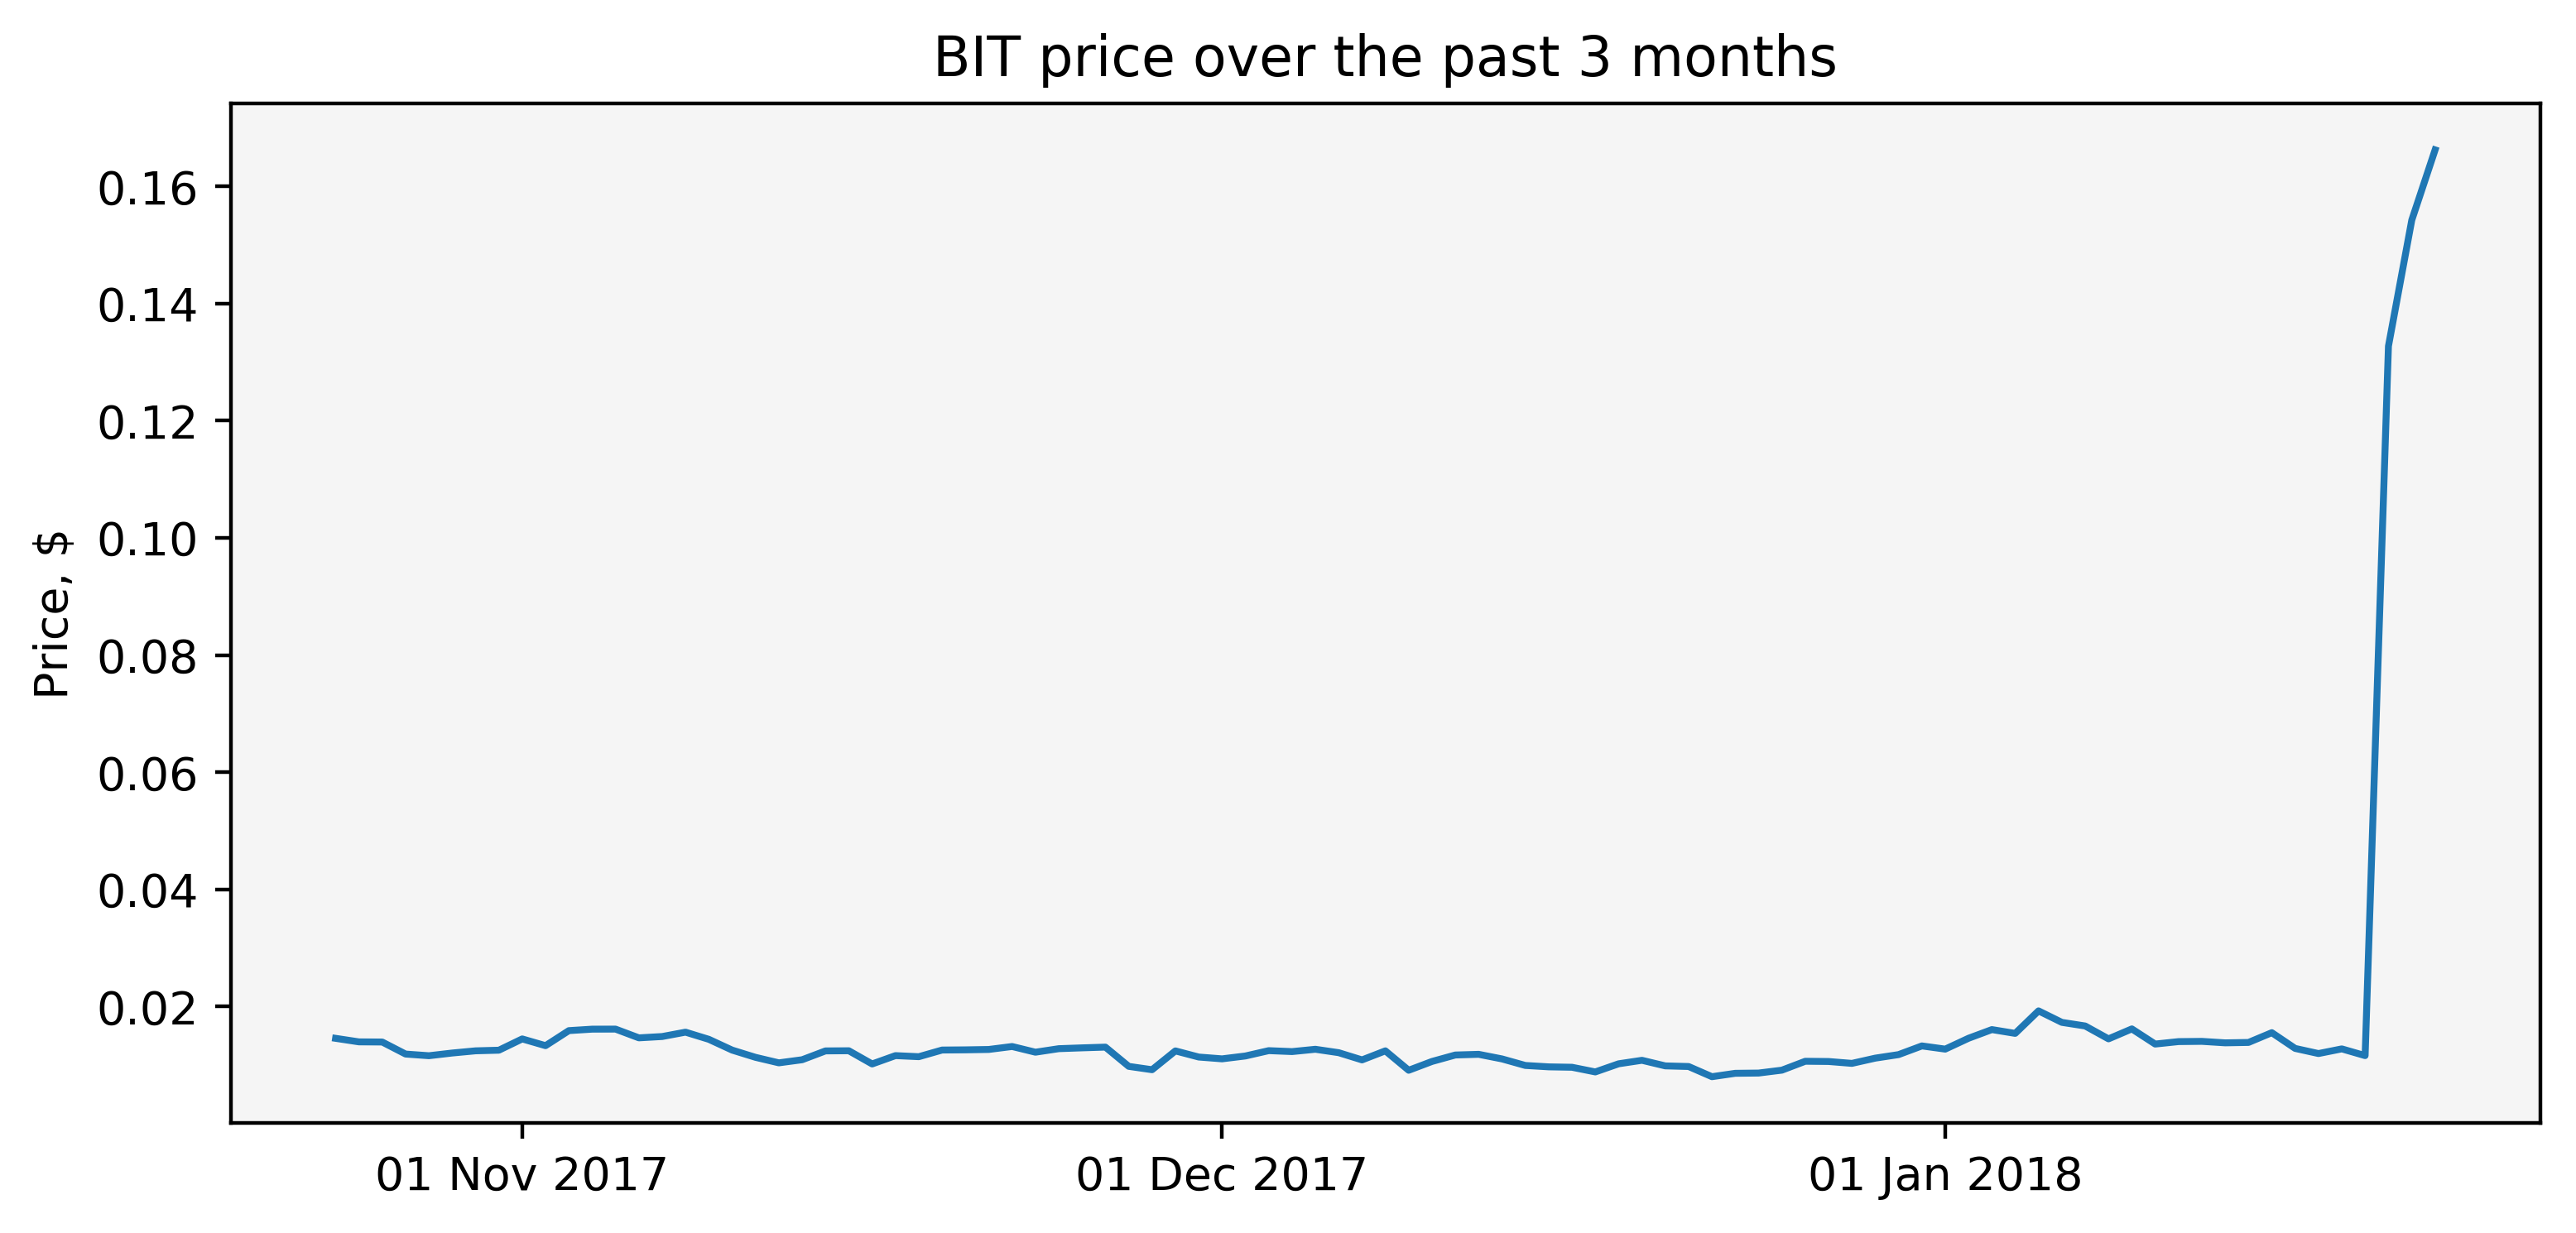 BIT price over the past 3 months
Price, $
0.16
0.14
0.12
0.10
0.08
0.06
0.04
0.02
01 Nov 2017
01 Dec 2017
01 Jan 2018